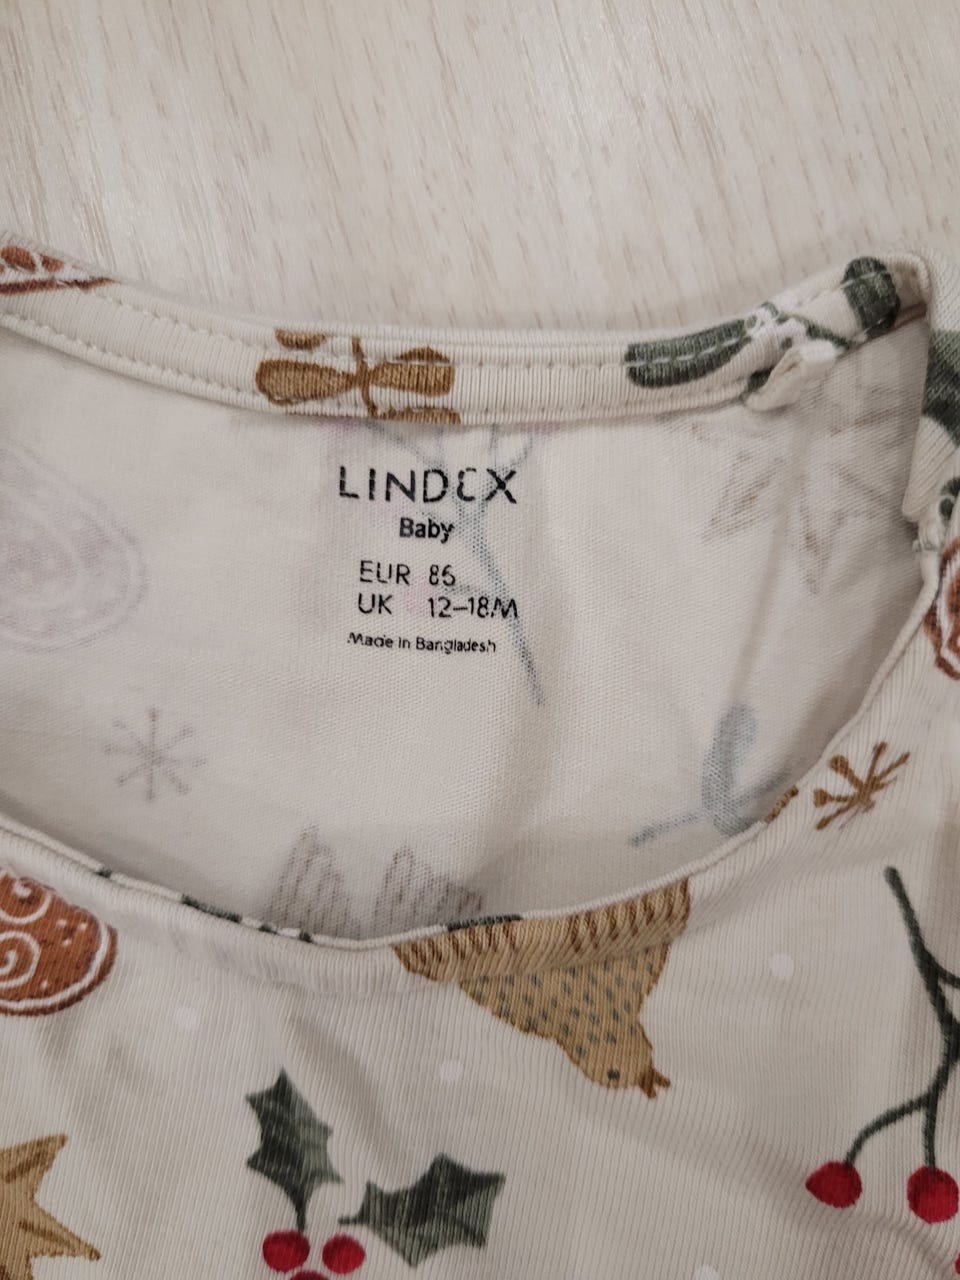 LINDEX
Baby
EUR 86
UK 12–18M
Made in Bangladesh